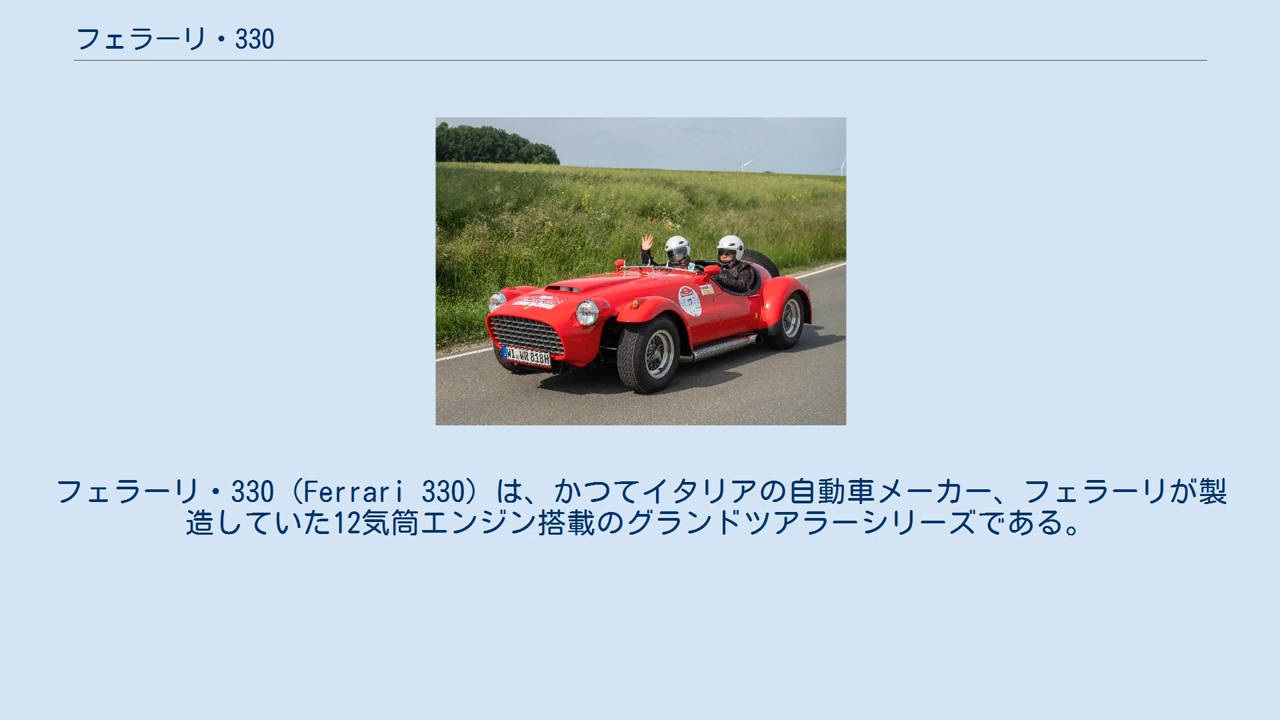 フェラーリ・330
WI WR 818H
フェラーリ・330（Ferrari 330）は、かつてイタリアの自動車メーカー、フェラーリが製
造していた12気筒エンジン搭載のグランドツアラーシリーズである。